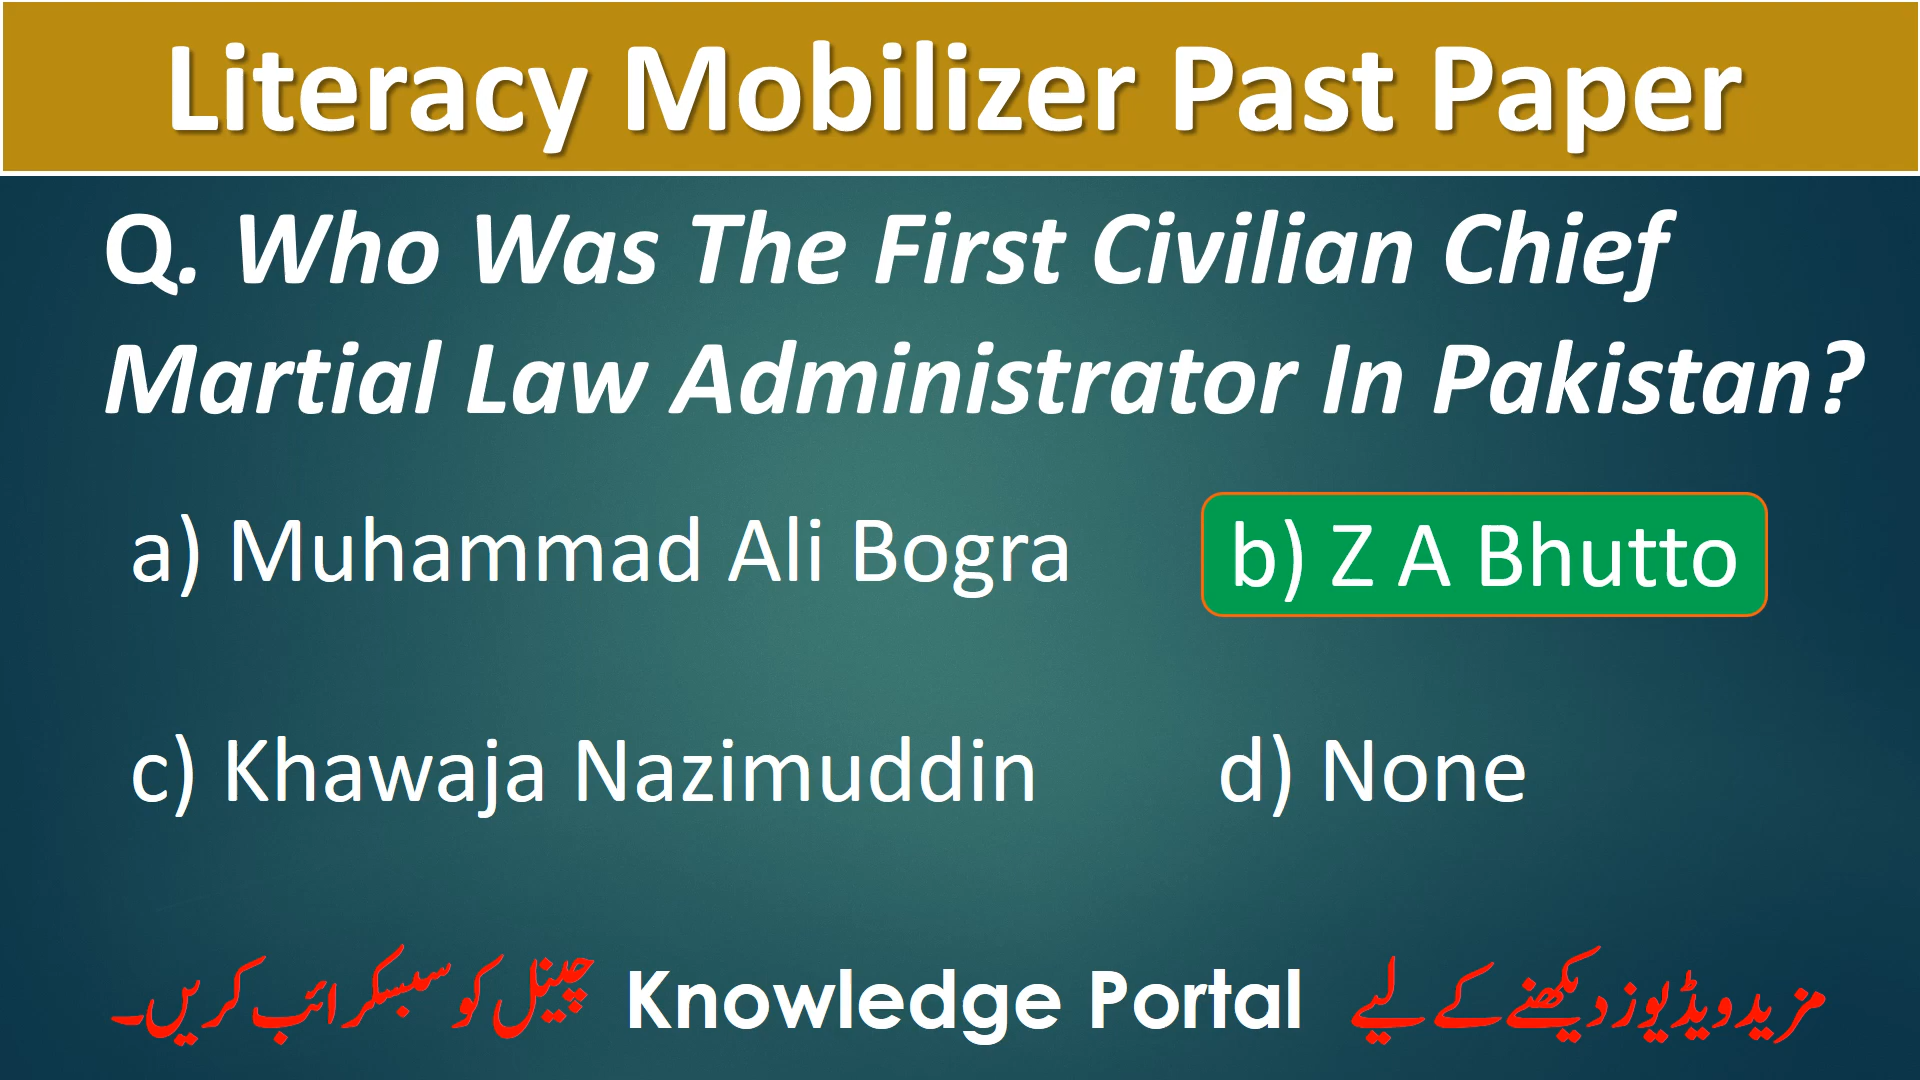 Literacy Mobilizer Past Paper
Q. Who Was The First Civilian Chief
Martial Law Administrator In Pakistan?
a) Muhammad Ali Bogra
b) Z A Bhutto
c) Khawaja Nazimuddin
d) None
مزید ویڈیوز دیکھنے کے لیے Knowledge Portal چینل کو سبسکرائب کریں۔